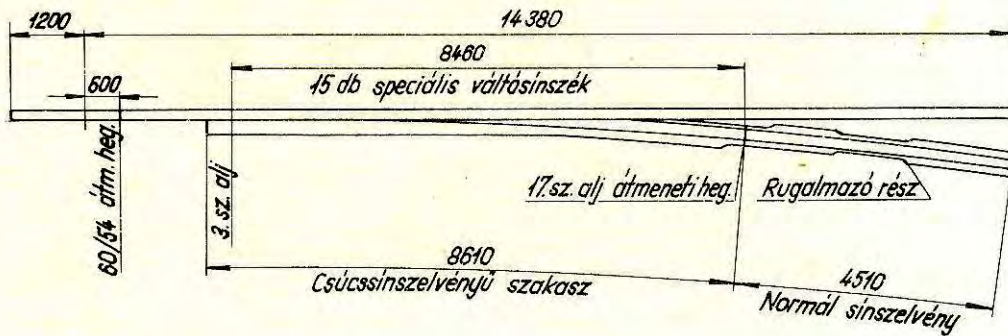 14 380
1200
8460
600
15 db speciális váltósínszék
60/54 átm. heg.
3. sz. alj
17. sz. alj átmeneti heg.
Rugalmazó rész
8610
Csúcssínszelvényű szakasz
4510
Normál sínszelvény